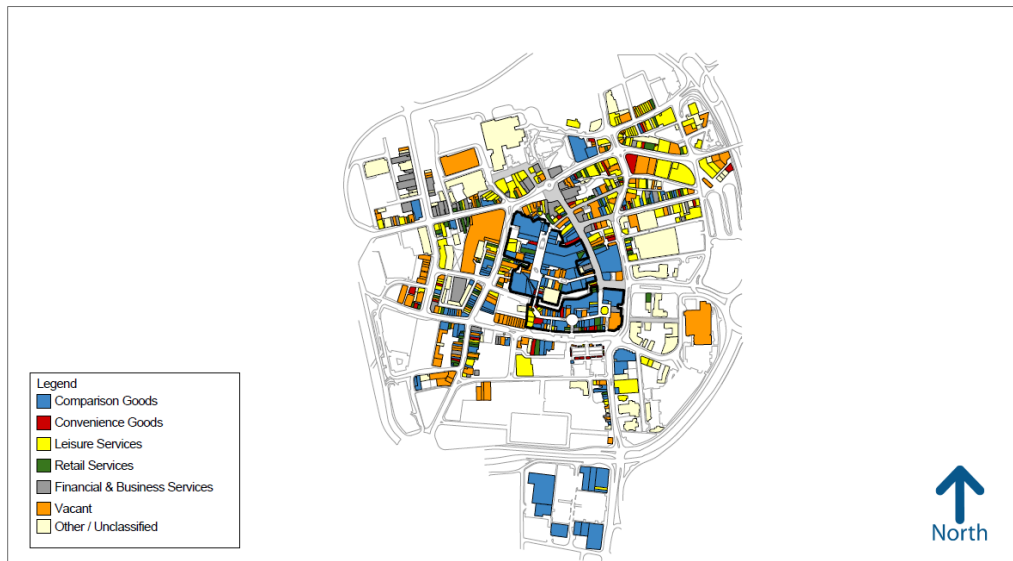 Legend
Comparison Goods
Convenience Goods
Leisure Services
Retail Services
Financial & Business Services
Vacant
Other / Unclassified
North